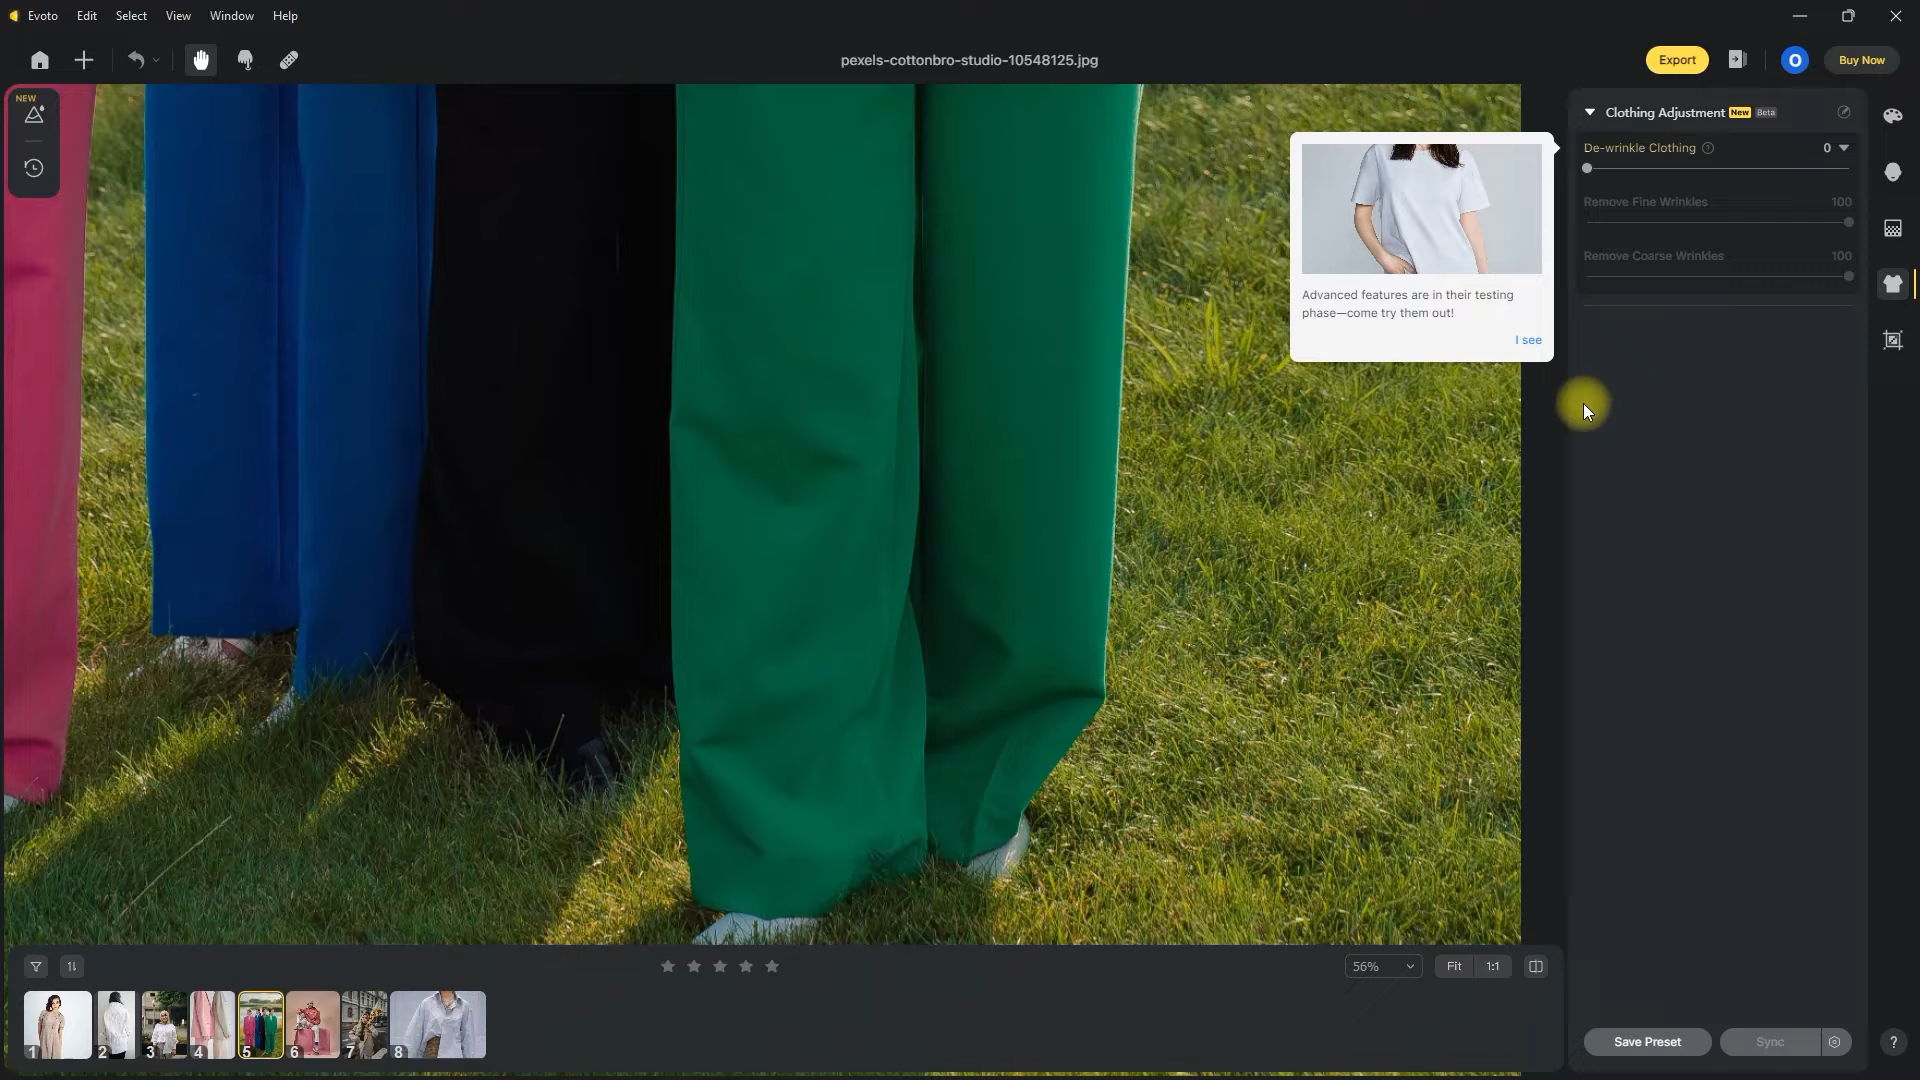 Evoto Edit Select View Window Help
pexels-cottonbro-studio-10548125.jpg
Export
O
Buy Now
NEW
Clothing Adjustment New Beta
De-wrinkle Clothing ? 0
Remove Fine Wrinkles 100
Remove Coarse Wrinkles 100
Advanced features are in their testing
phase—come try them out!
I see
56% Fit 1:1
1 2 3 4 5 6 7 8
Save Preset Sync ?